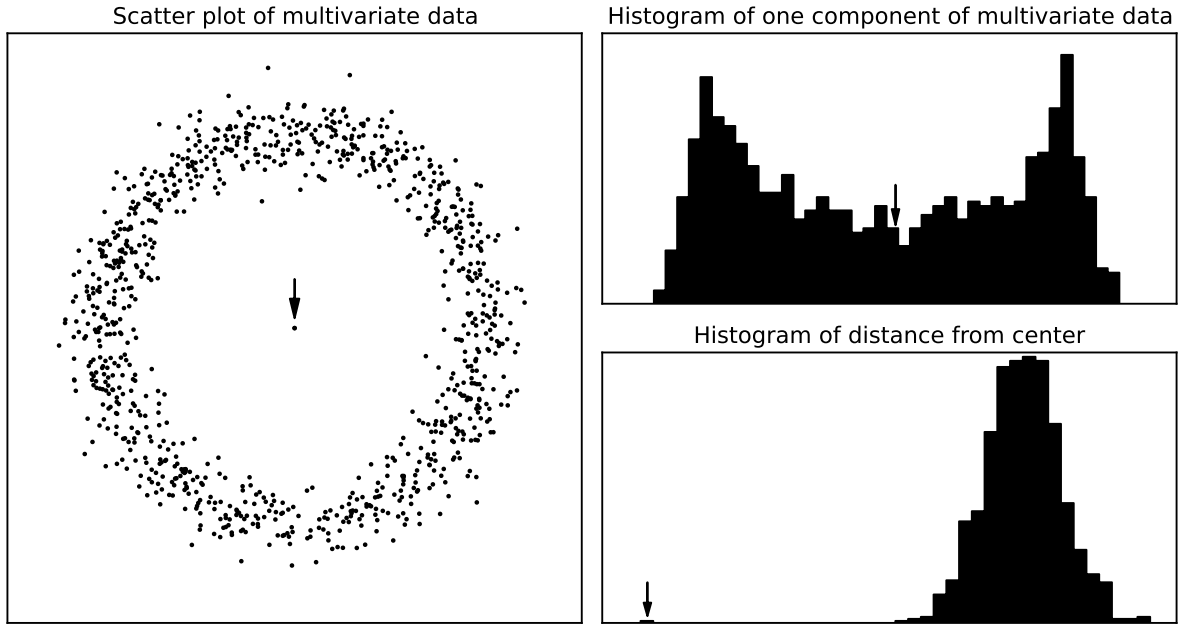 Scatter plot of multivariate data
Histogram of one component of multivariate data
Histogram of distance from center